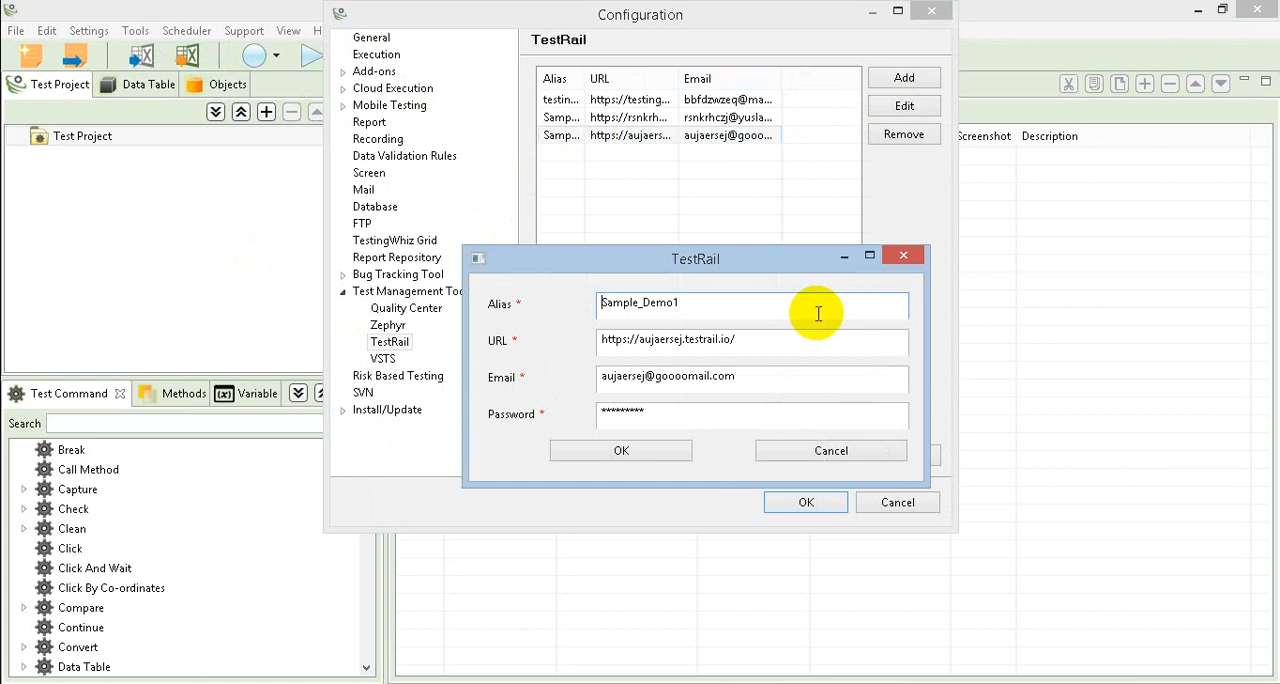 Configuration
File Edit Settings Tools Scheduler Support View H
Test Project Data Table Objects
Test Project
General
Execution
Add-ons
Cloud Execution
Mobile Testing
Report
Recording
Data Validation Rules
Screen
Mail
Database
FTP
TestingWhiz Grid
Report Repository
Bug Tracking Tool
Test Management Too
Quality Center
Zephyr
TestRail
VSTS
Risk Based Testing
SVN
Install/Update
TestRail
Alias URL Email
testin... https://testing... bbfdzwzeq@ma...
Samp... https://rsnkrh... rsnkrhczj@yusla...
Samp... https://aujaers... aujaersej@gooo...
Add
Edit
Remove
Screenshot Description
TestRail
Alias * Sample_Demo1
URL * https://aujaersej.testrail.io/
Email * aujaersej@goooomail.com
Password * *********
OK Cancel
OK Cancel
Test Command Methods (x) Variable
Search
Break
Call Method
Capture
Check
Clean
Click
Click And Wait
Click By Co-ordinates
Compare
Continue
Convert
Data Table